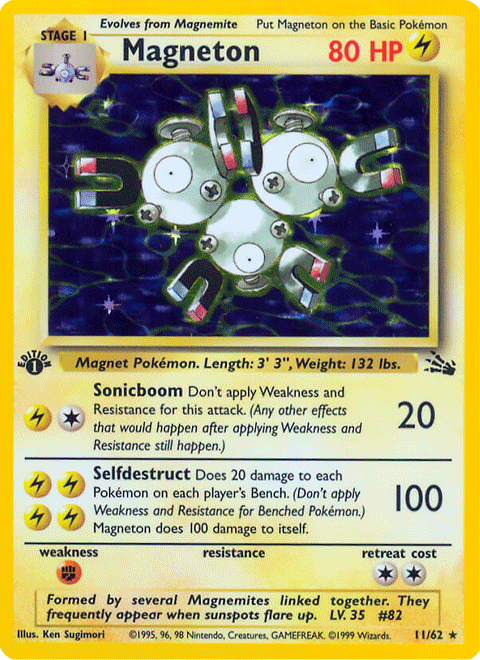 Evolves from Magnemite Put Magneton on the Basic Pokémon
STAGE 1
Magneton 80 HP
EDITION
1
Magnet Pokémon. Length: 3' 3", Weight: 132 lbs.
Sonicboom Don't apply Weakness and
Resistance for this attack. (Any other effects
that would happen after applying Weakness and
Resistance still happen.)
20
Selfdestruct Does 20 damage to each
Pokémon on each player's Bench. (Don't apply
Weakness and Resistance for Benched Pokémon.)
Magneton does 100 damage to itself.
100
weakness resistance retreat cost
Formed by several Magnemites linked together. They
frequently appear when sunspots flare up. LV. 35 #82
Illus. Ken Sugimori ©1995, 96, 98 Nintendo, Creatures, GAMEFREAK. ©1999 Wizards. 11/62 ★